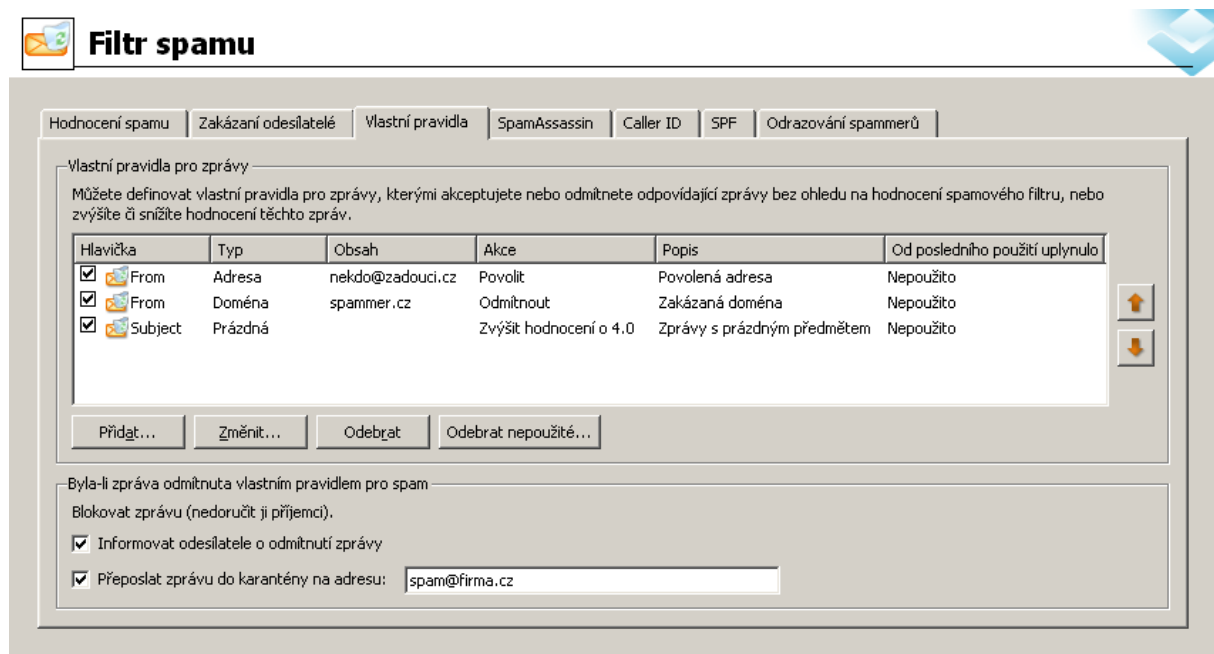 Filtr spamu
Hodnocení spamu Zakázaní odesílatelé Vlastní pravidla SpamAssassin Caller ID SPF Odrazování spammerů
Vlastní pravidla pro zprávy
Můžete definovat vlastní pravidla pro zprávy, kterými akceptujete nebo odmítnete odpovídající zprávy bez ohledu na hodnocení spamového filtru, nebo
zvýšíte či snížíte hodnocení těchto zpráv.
Hlavička Typ Obsah Akce Popis Od posledního použití uplynulo
From Adresa nekdo@zadouci.cz Povolit Povolená adresa Nepoužito
From Doména spammer.cz Odmítnout Zakázaná doména Nepoužito
Subject Prázdná Zvýšit hodnocení o 4.0 Zprávy s prázdným předmětem Nepoužito
Přidat... Změnit... Odebrat Odebrat nepoužité...
Byla-li zpráva odmítnuta vlastním pravidlem pro spam
Blokovat zprávu (nedoručit ji příjemci).
Informovat odesílatele o odmítnutí zprávy
Přeposlat zprávu do karantény na adresu: spam@firma.cz